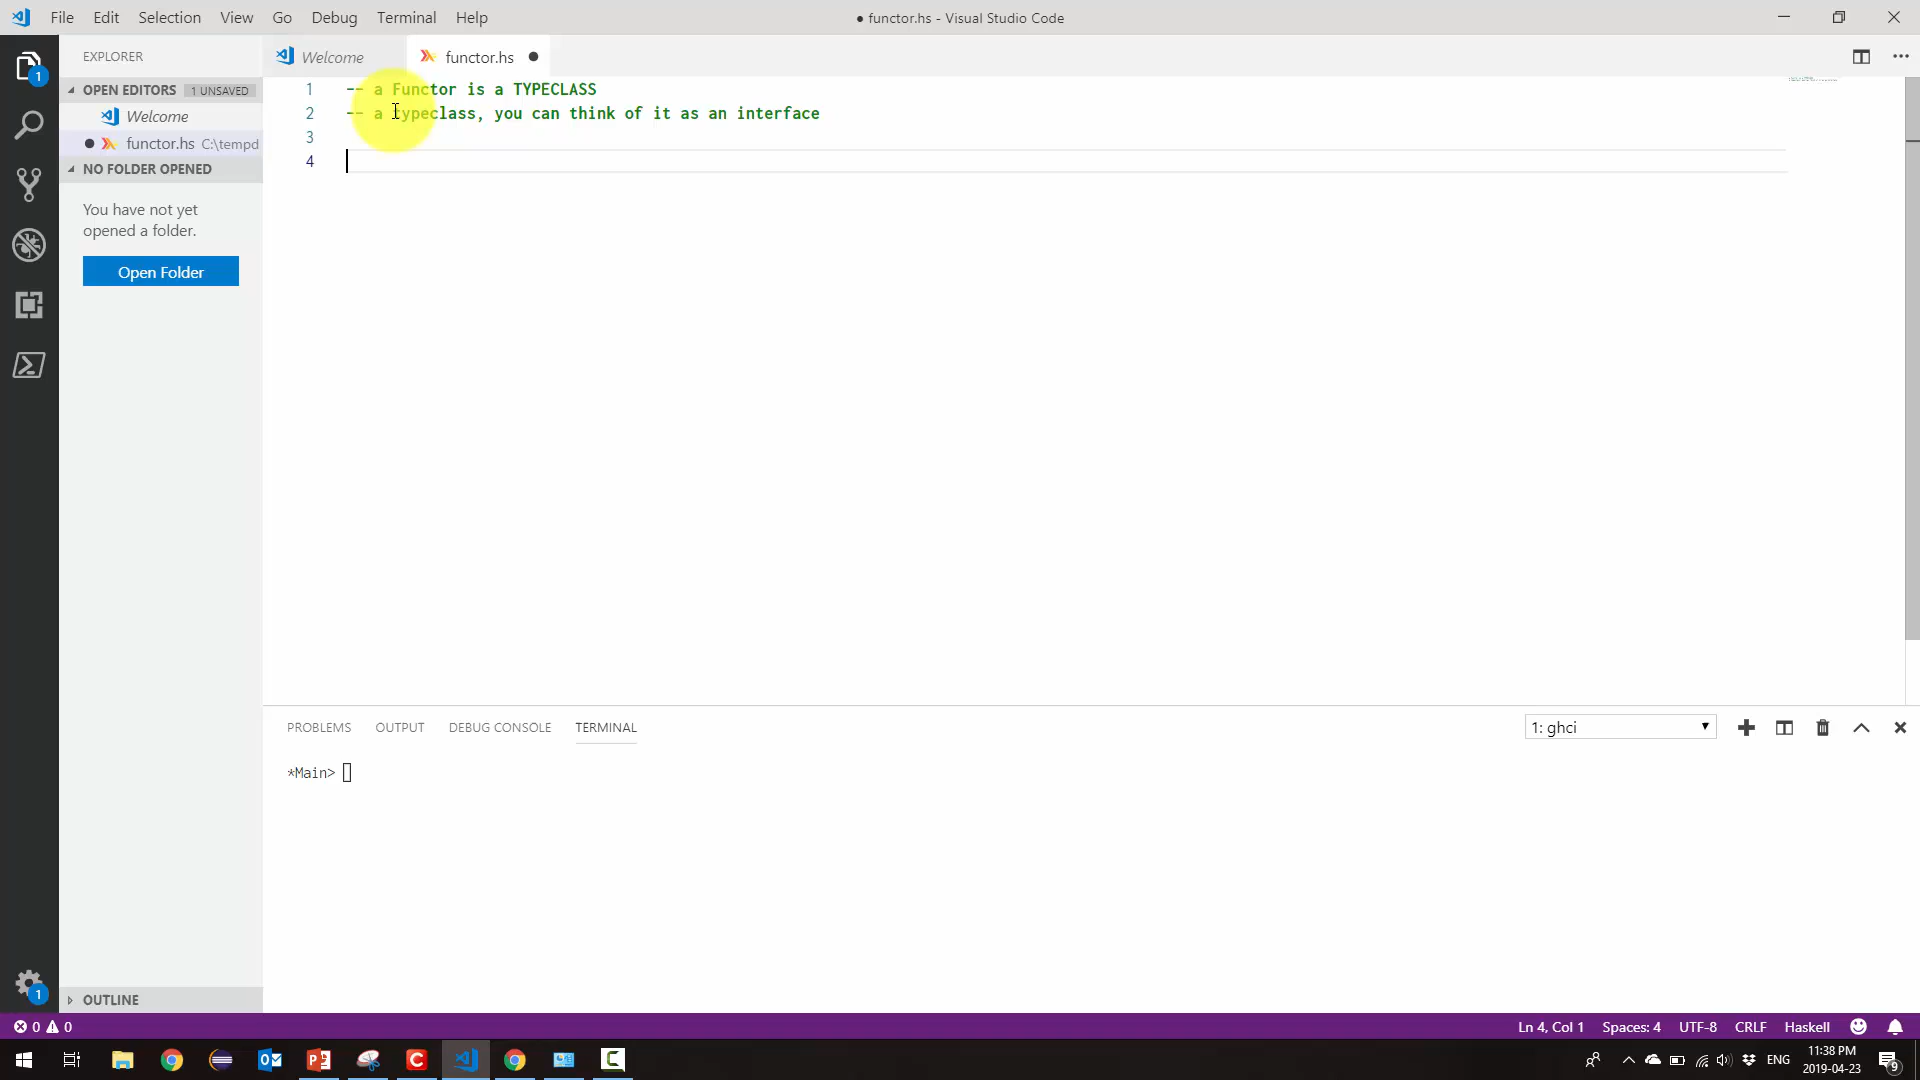 File Edit Selection View Go Debug Terminal Help
● functor.hs - Visual Studio Code
EXPLORER
Welcome
functor.hs ●
OPEN EDITORS 1 UNSAVED
Welcome
● functor.hs C:\tempd
NO FOLDER OPENED
You have not yet
opened a folder.
Open Folder
OUTLINE
1 -- a Functor is a TYPECLASS
2 -- a typeclass, you can think of it as an interface
3
4
PROBLEMS OUTPUT DEBUG CONSOLE TERMINAL
1: ghci
*Main>
1
1
0 0
Ln 4, Col 1 Spaces: 4 UTF-8 CRLF Haskell
ENG
11:38 PM
2019-04-23
9